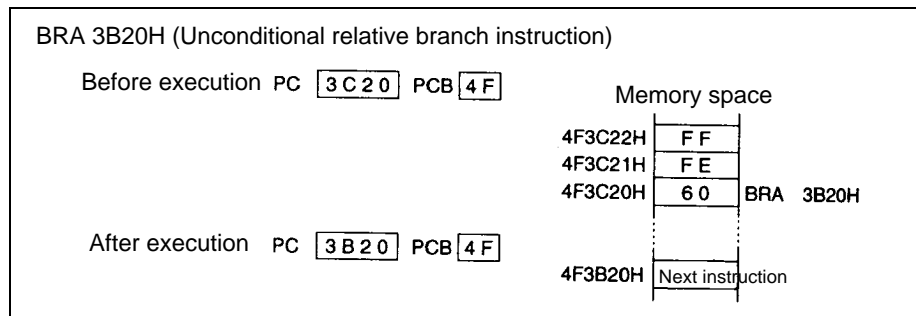 BRA 3B20H (Unconditional relative branch instruction)
Before execution PC 3C20 PCB 4F
Memory space
4F3C22H FF
4F3C21H FE
4F3C20H 60 BRA 3B20H
After execution PC 3B20 PCB 4F
4F3B20H Next instruction